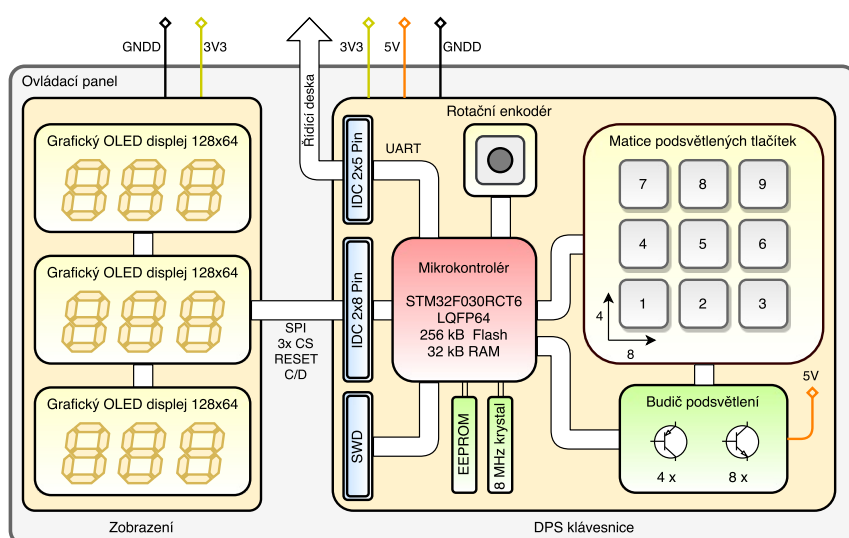 GNDD
3V3
3V3
5V
GNDD
Ovládací panel
Řídící deska
Grafický OLED displej 128x64
Grafický OLED displej 128x64
Grafický OLED displej 128x64
Zobrazení
SPI
3x CS
RESET
C/D
IDC 2x5 Pin
UART
IDC 2x8 Pin
SWD
Rotační enkodér
Mikrokontrolér
STM32F030RCT6
LQFP64
256 kB Flash
32 kB RAM
EEPROM
8 MHz krystal
Matice podsvětlených tlačítek
7 8 9
4 5 6
1 2 3
4
8
5V
Budič podsvětlení
4 x 8 x
DPS klávesnice